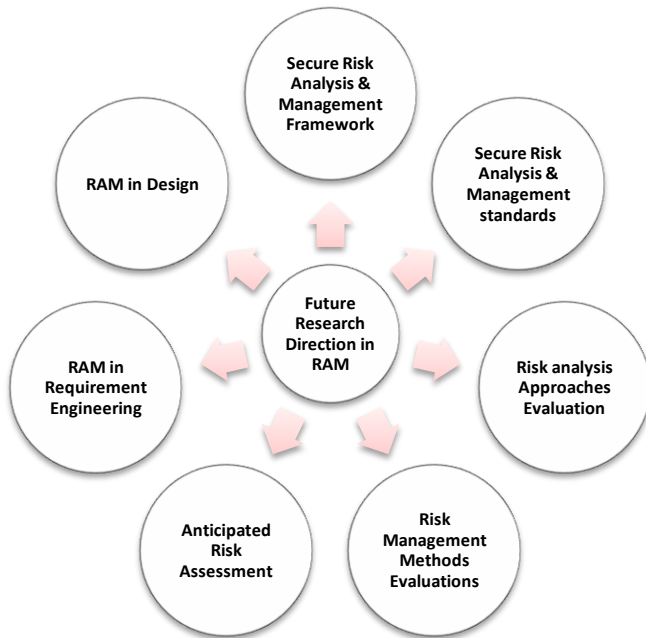 Secure Risk
Analysis &
Management
Framework
RAM in Design
Secure Risk
Analysis &
Management
standards
Future
Research
Direction in
RAM
RAM in
Requirement
Engineering
Risk analysis
Approaches
Evaluation
Anticipated
Risk
Assessment
Risk
Management
Methods
Evaluations